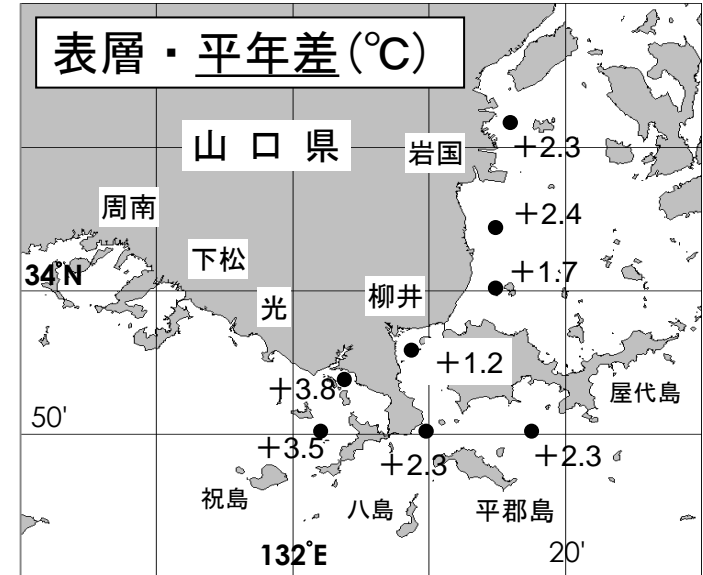 表層・平年差(℃)
山口県
岩国
+2.3
周南
+2.4
下松
34°N
+1.7
光
柳井
+1.2
+3.8
屋代島
50'
+3.5
+2.3
+2.3
祝島
八島
平郡島
132°E
20'